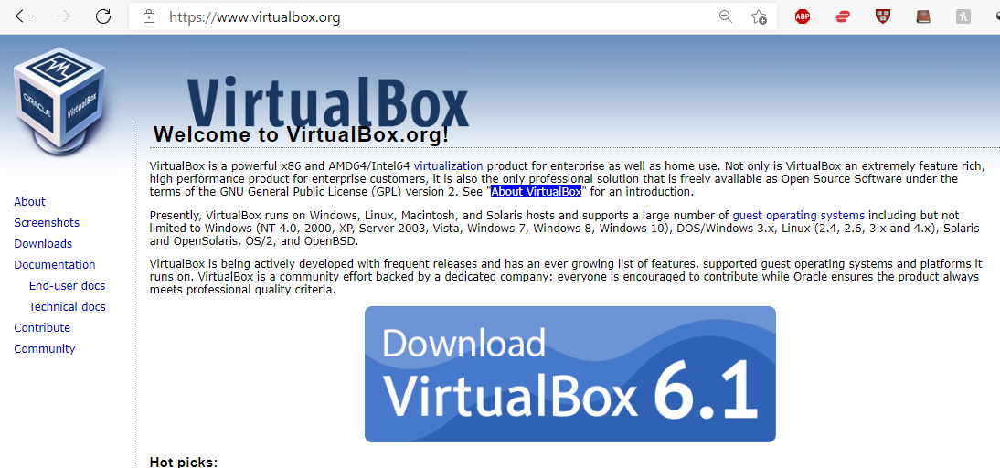 https://www.virtualbox.org
ABP
ORACLE
VirtualBox
VirtualBox
Welcome to VirtualBox.org!
VirtualBox is a powerful x86 and AMD64/Intel64 virtualization product for enterprise as well as home use. Not only is VirtualBox an extremely feature rich,
high performance product for enterprise customers, it is also the only professional solution that is freely available as Open Source Software under the
terms of the GNU General Public License (GPL) version 2. See "About VirtualBox" for an introduction.
Presently, VirtualBox runs on Windows, Linux, Macintosh, and Solaris hosts and supports a large number of guest operating systems including but not
limited to Windows (NT 4.0, 2000, XP, Server 2003, Vista, Windows 7, Windows 8, Windows 10), DOS/Windows 3.x, Linux (2.4, 2.6, 3.x and 4.x), Solaris
and OpenSolaris, OS/2, and OpenBSD.
VirtualBox is being actively developed with frequent releases and has an ever growing list of features, supported guest operating systems and platforms it
runs on. VirtualBox is a community effort backed by a dedicated company: everyone is encouraged to contribute while Oracle ensures the product always
meets professional quality criteria.
About
Screenshots
Downloads
Documentation
End-user docs
Technical docs
Contribute
Community
Download
VirtualBox 6.1
Hot picks: